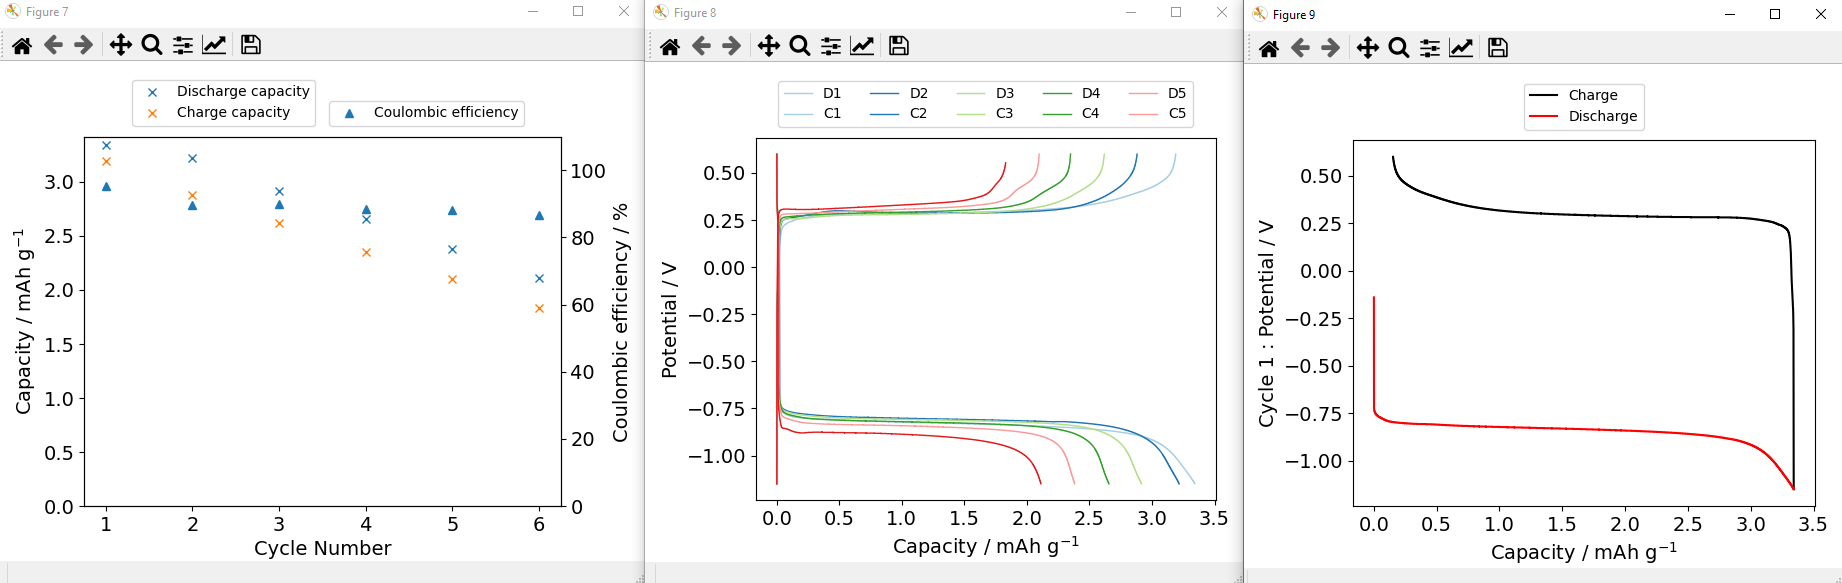 Figure 7
Discharge capacity
Charge capacity
Coulombic efficiency
Capacity / mAh g⁻¹
3.0
2.5
2.0
1.5
1.0
0.5
0.0
100
80
60
40
20
0
Coulombic efficiency / %
1 2 3 4 5 6
Cycle Number
Figure 8
D1 D2 D3 D4 D5
C1 C2 C3 C4 C5
Potential / V
0.50
0.25
0.00
−0.25
−0.50
−0.75
−1.00
0.0 0.5 1.0 1.5 2.0 2.5 3.0 3.5
Capacity / mAh g⁻¹
Figure 9
Charge
Discharge
Cycle 1 : Potential / V
0.50
0.25
0.00
−0.25
−0.50
−0.75
−1.00
0.0 0.5 1.0 1.5 2.0 2.5 3.0 3.5
Capacity / mAh g⁻¹